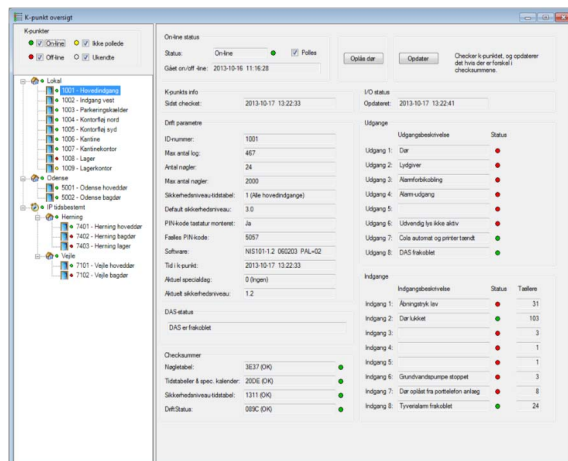 K-punkt oversigt
K-punkter
On-line
Ikke pollede
Off-line
Ukendte
Lokal
1001 - Hovedindgang
1002 - Indgang vest
1003 - Parkeringskælder
1004 - Kontorfløj nord
1005 - Kontorfløj syd
1006 - Kantine
1007 - Kantinekontor
1008 - Lager
1009 - Lagerkontor
Odense
5001 - Odense hoveddør
5002 - Odense bagdør
IP tidsbestemt
Herning
7401 - Herning hoveddør
7402 - Herning bagdør
7403 - Herning lager
Vejle
7101 - Vejle hoveddør
7102 - Vejle bagdør
On-line status
Status: On-line
Polles
Gået on/off -line: 2013-10-16 11:16:28
Oplås dør
Opdater
Checker k-punktet, og opdaterer
det hvis der er forskel i
checksummerne.
K-punkts info
Sidst checket: 2013-10-17 13:22:33
Drift parametre
ID-nummer: 1001
Max antal log: 467
Antal nøgler: 24
Max antal nøgler: 2000
Sikkerhedsniveau-tidstabel: 1 (Alle hovedindgange)
Default sikkerhedsniveau: 3.0
PIN-kode tastatur monteret: Ja
Fælles PIN-kode: 5057
Software: NIS101-1.2 060203 PAL=02
Tid i k-punkt: 2013-10-17 13:22:33
Aktuel specialdag: 0 (Ingen)
Aktuelt sikkerhedsniveau: 1.2
DAS-status
DAS er frakoblet
Checksummer
Nøgletabel: 3E37 (OK)
Tidstabeller & spec. kalender: 20DE (OK)
Sikkerhedsniveau-tidstabel: 1311 (OK)
DriftStatus: 089C (OK)
I/O status
Opdateret: 2013-10-17 13:22:41
Udgange
Udgangsbeskrivelse Status
Udgang 1: Dør
Udgang 2: Lydgiver
Udgang 3: Alarmforbikobling
Udgang 4: Alarm-udgang
Udgang 5:
Udgang 6: Udvendig lys ikke aktiv
Udgang 7: Cola automat og printer tændt
Udgang 8: DAS frakoblet
Indgange
Indgangsbeskrivelse Status Tællere
Indgang 1: Åbningstryk lav 31
Indgang 2: Dør lukket 103
Indgang 3: 3
Indgang 4: 1
Indgang 5: 1
Indgang 6: Grundvandspumpe stoppet 3
Indgang 7: Dør oplåst fra porttelefon anlæg 8
Indgang 8: Tyverialarm frakoblet 24